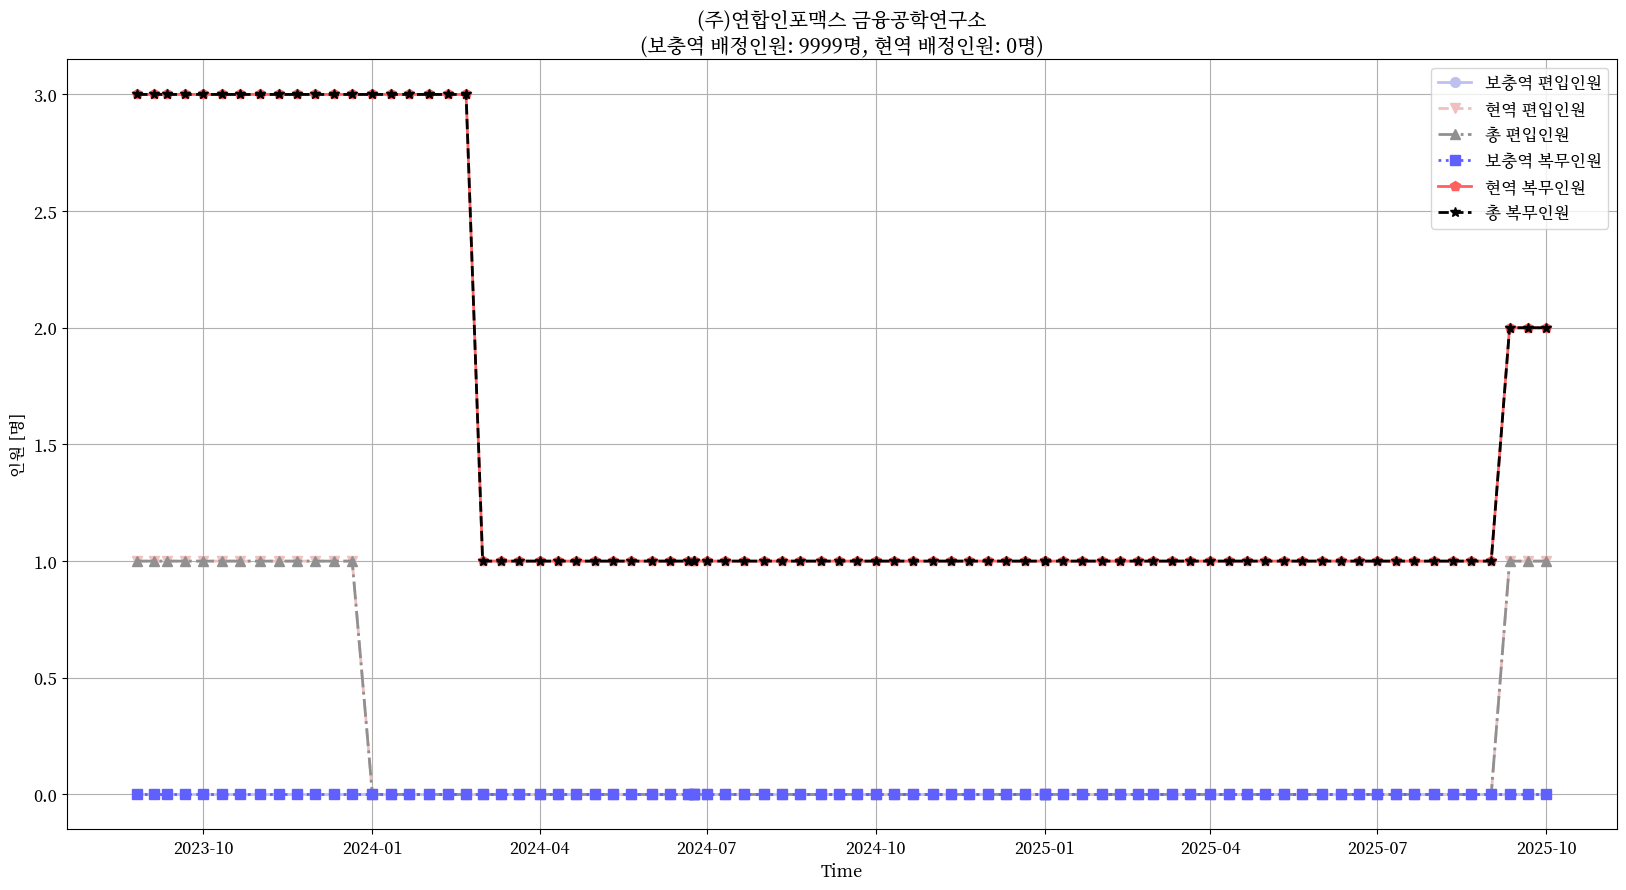 (주)연합인포맥스 금융공학연구소
(보충역 배정인원: 9999명, 현역 배정인원: 0명)
보충역 편입인원
현역 편입인원
총 편입인원
보충역 복무인원
현역 복무인원
총 복무인원
인원 [명]
3.0
2.5
2.0
1.5
1.0
0.5
0.0
2023-10
2024-01
2024-04
2024-07
2024-10
2025-01
2025-04
2025-07
2025-10
Time